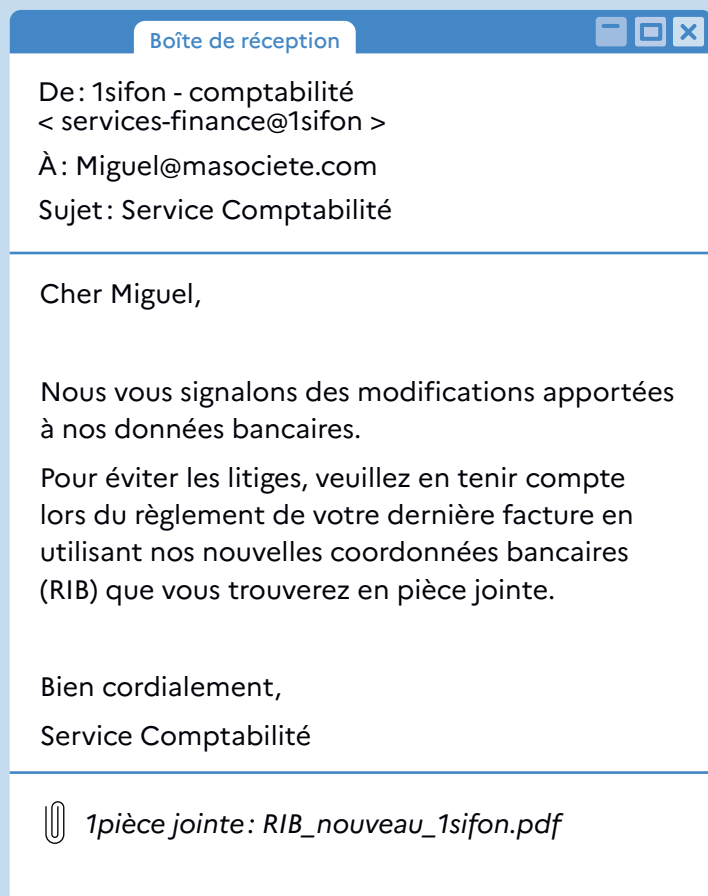 Boîte de réception
De : 1sifon - comptabilité
< services-finance@1sifon >
À : Miguel@masociete.com
Sujet : Service Comptabilité
Cher Miguel,
Nous vous signalons des modifications apportées
à nos données bancaires.
Pour éviter les litiges, veuillez en tenir compte
lors du règlement de votre dernière facture en
utilisant nos nouvelles coordonnées bancaires
(RIB) que vous trouverez en pièce jointe.
Bien cordialement,
Service Comptabilité
1pièce jointe : RIB_nouveau_1sifon.pdf